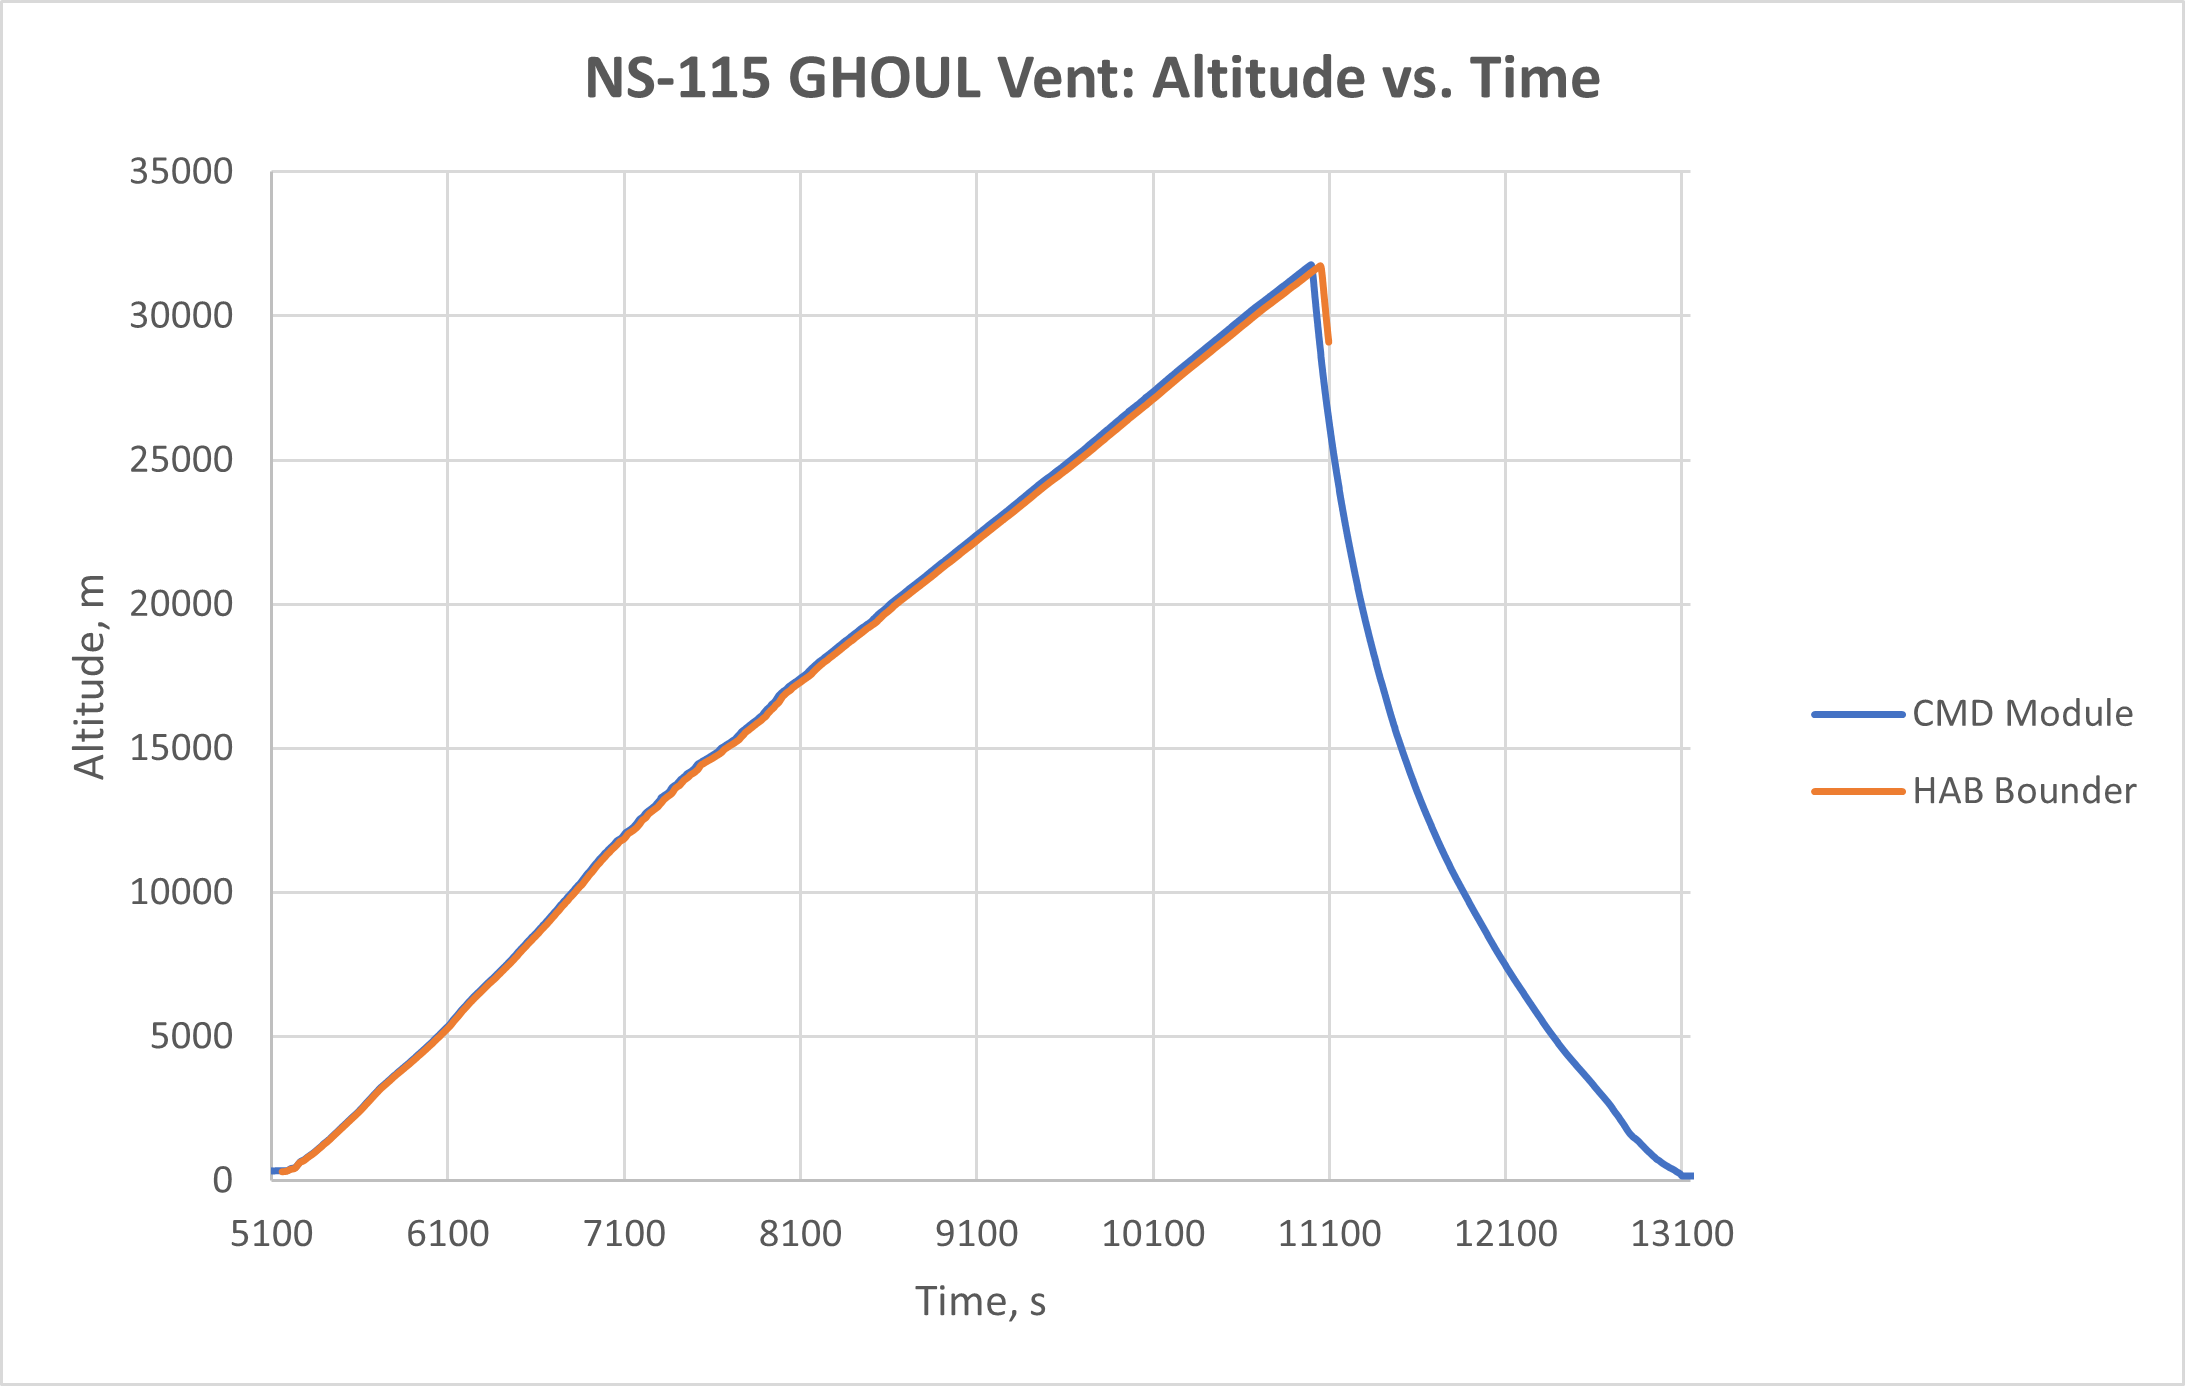 NS-115 GHOUL Vent: Altitude vs. Time
35000
30000
25000
20000
15000
10000
5000
0
Altitude, m
5100 6100 7100 8100 9100 10100 11100 12100 13100
Time, s
CMD Module
HAB Bounder